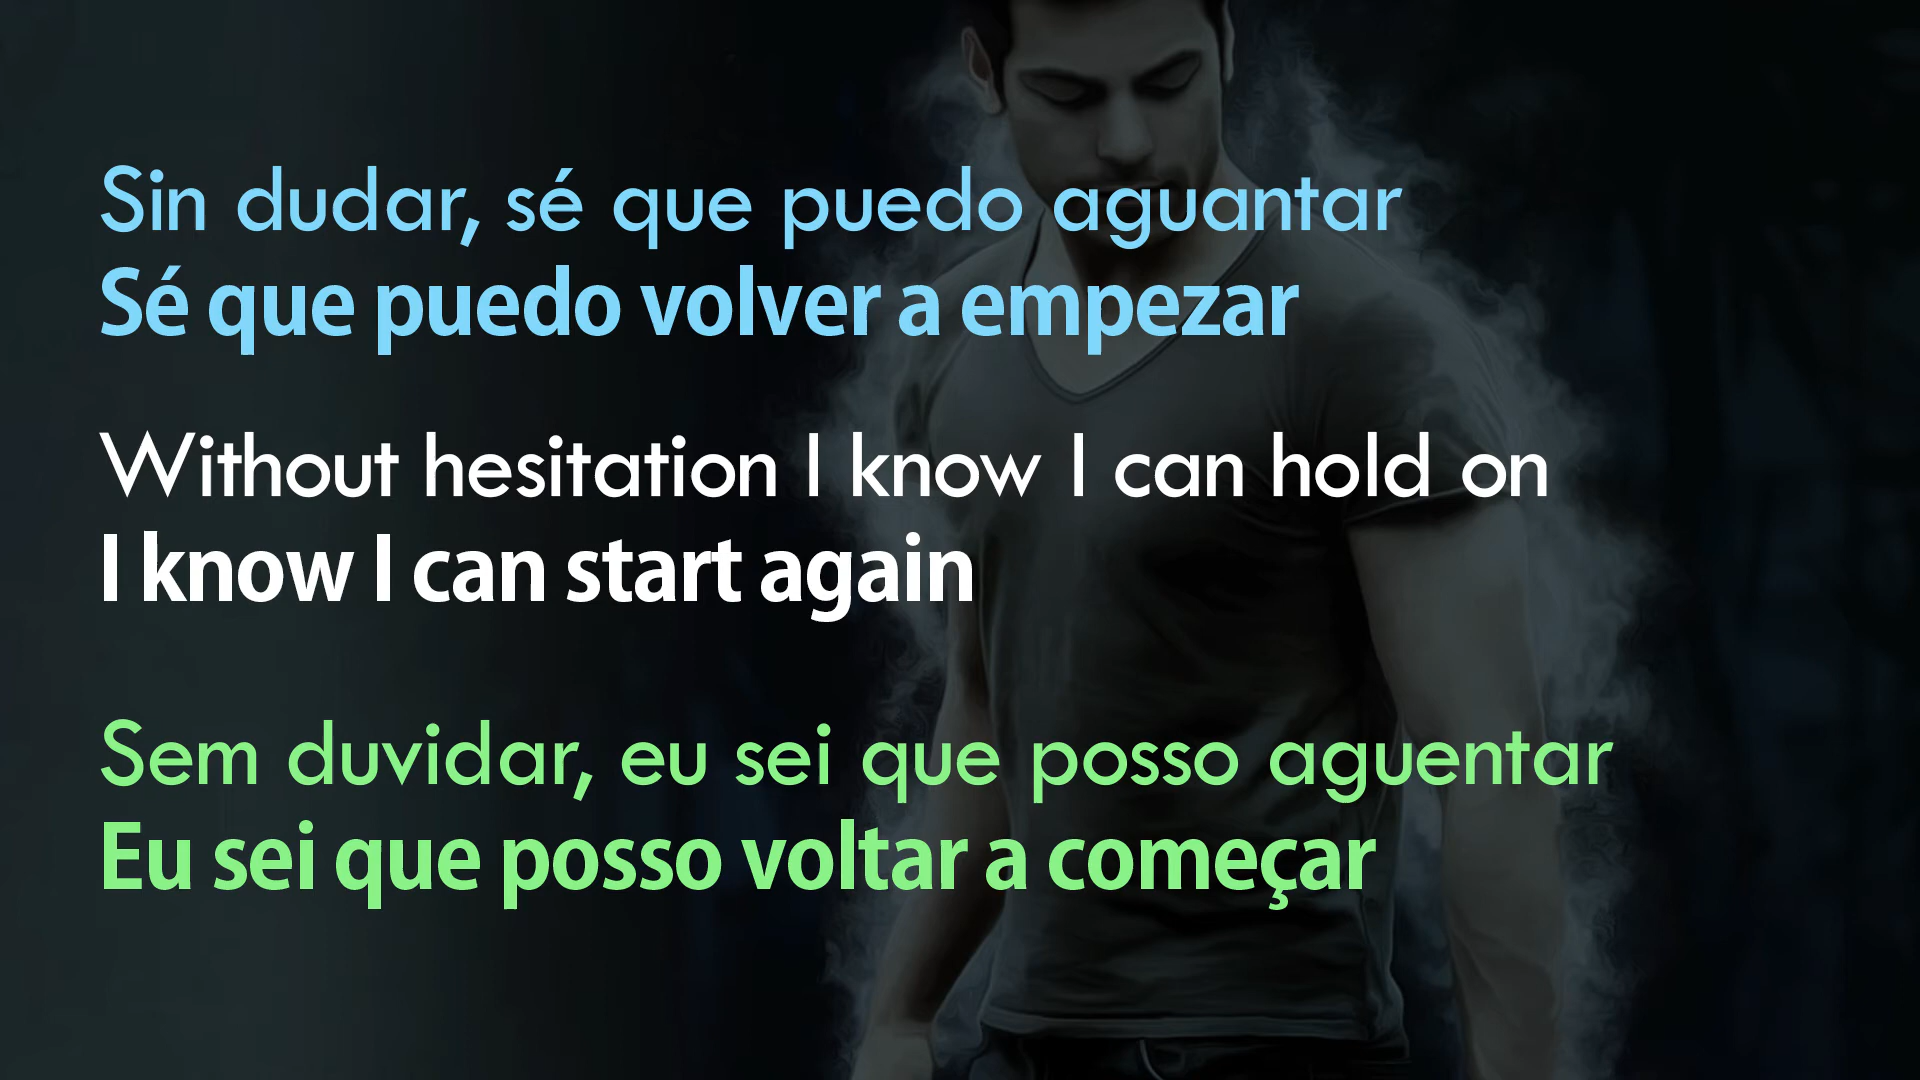 Sin dudar, sé que puedo aguantar
Sé que puedo volver a empezar
Without hesitation I know I can hold on
I know I can start again
Sem duvidar, eu sei que posso aguentar
Eu sei que posso voltar a começar